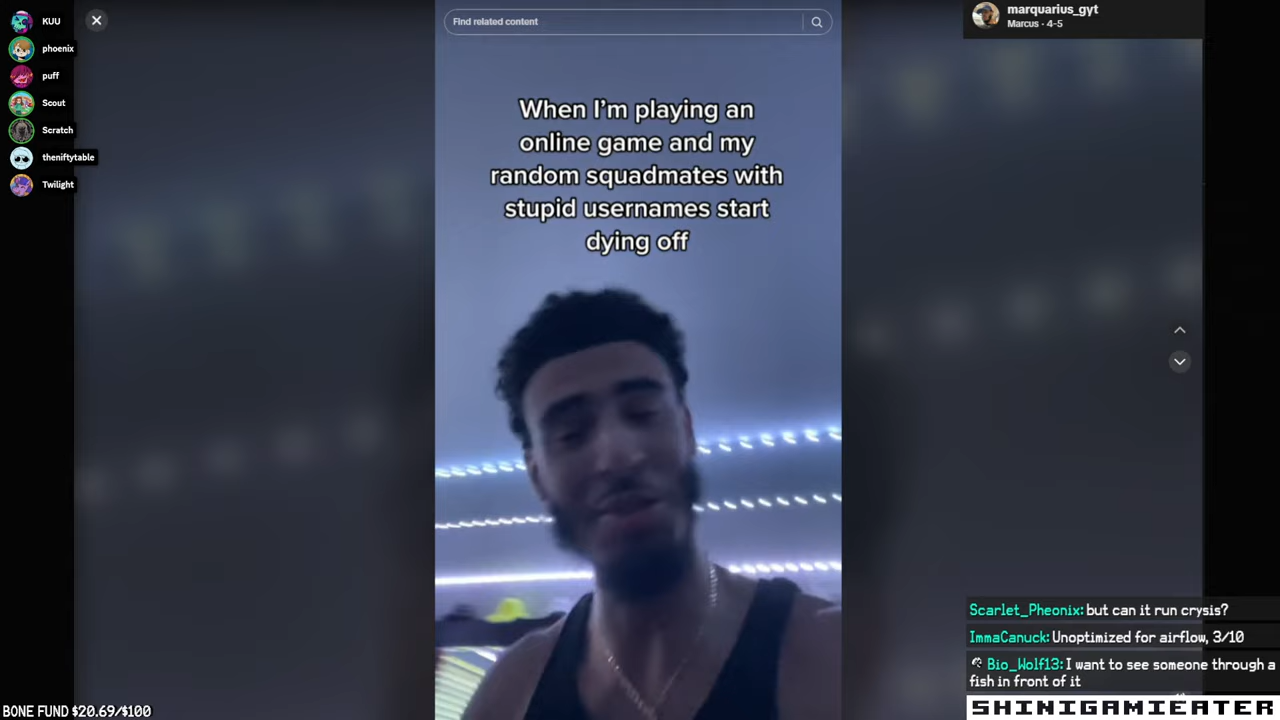 KUU
phoenix
puff
Scout
Scratch
theniftytable
Twilight
Find related content
When I'm playing an
online game and my
random squadmates with
stupid usernames start
dying off
marquarius_gyt
Marcus · 4-5
Scarlet_Pheonix: but can it run crysis?
ImmaCanuck: Unoptimized for airflow, 3/10
Bio_Wolf13: I want to see someone through a
fish in front of it
BONE FUND $20.69/$100
SHINIGAMIEATER